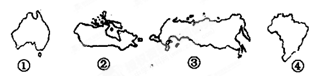 ① ② ③ ④